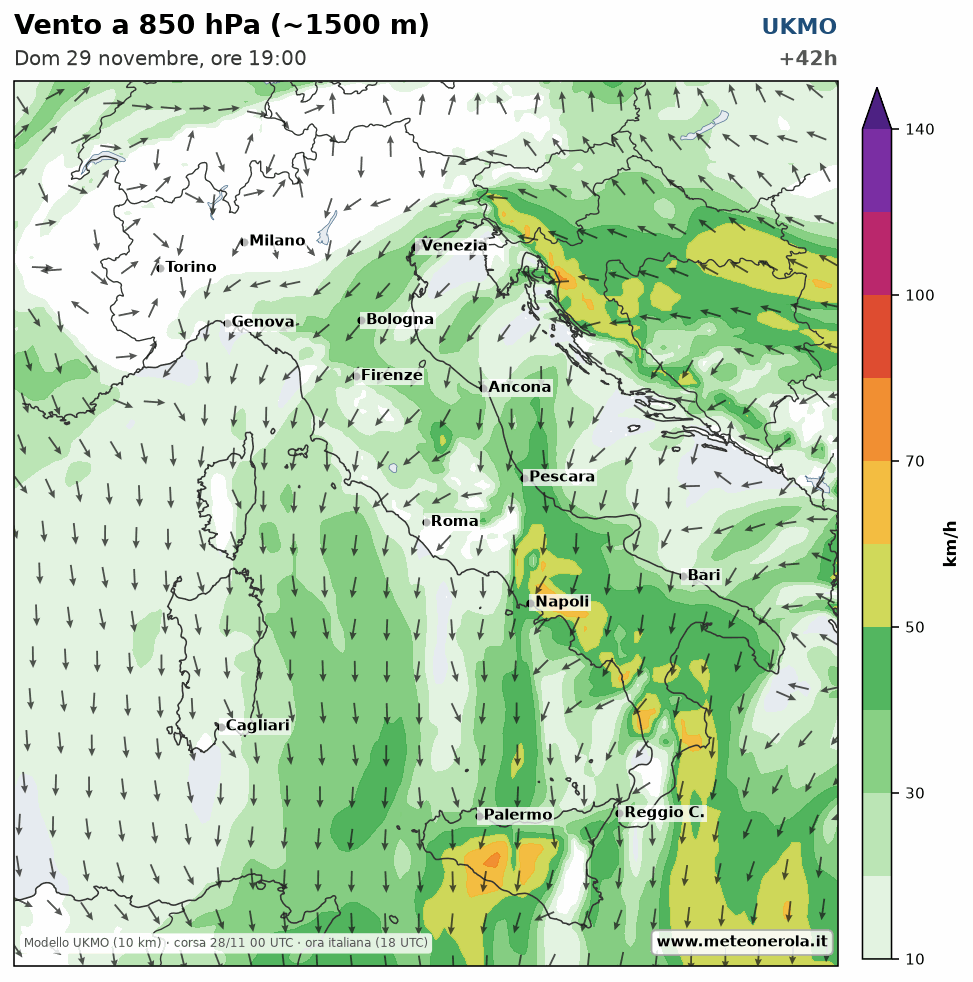 Vento a 850 hPa (~1500 m)
UKMO
Dom 29 novembre, ore 19:00
+42h
Milano
Venezia
Torino
Genova
Bologna
Firenze
Ancona
Pescara
Roma
Bari
Napoli
Cagliari
Palermo
Reggio C.
140
100
70
50
30
10
km/h
Modello UKMO (10 km) · corsa 28/11 00 UTC · ora italiana (18 UTC)
www.meteonerola.it